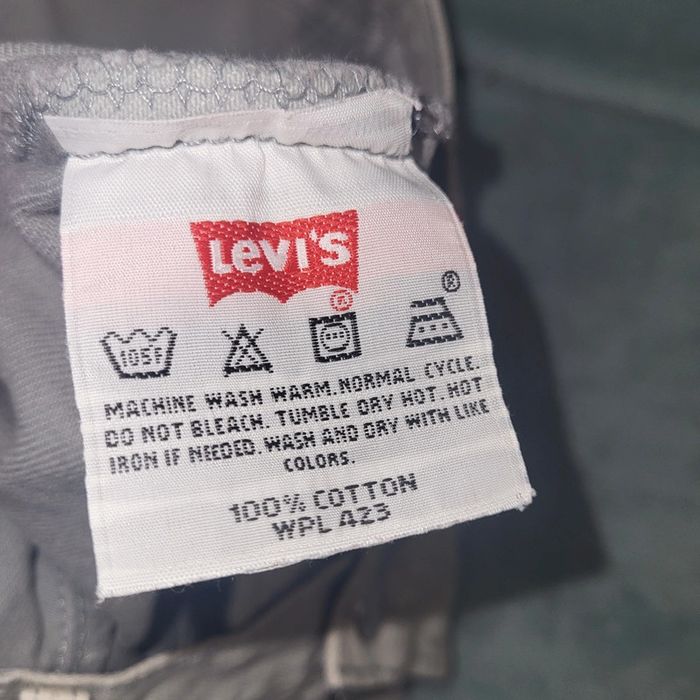 LEVI'S
®
®
105F
MACHINE WASH WARM. NORMAL CYCLE.
DO NOT BLEACH. TUMBLE DRY HOT. HOT
IRON IF NEEDED. WASH AND DRY WITH LIKE
COLORS.
100% COTTON
WPL 423